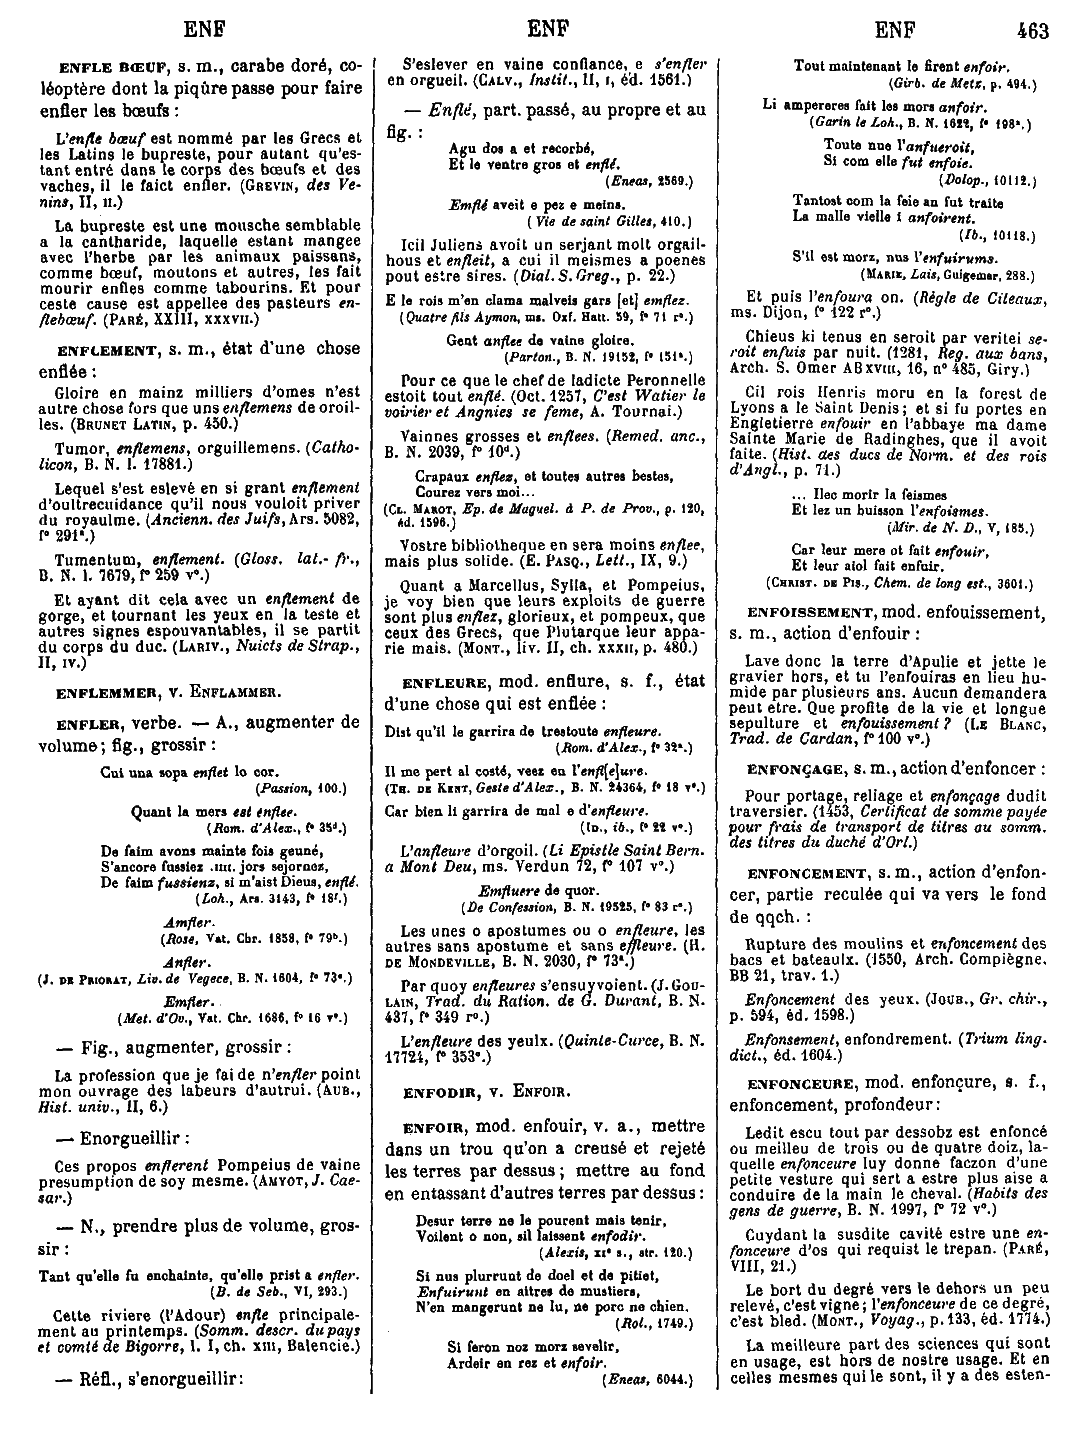 ENF
ENF
ENF 463
ENFLE BŒUF, s. m., carabe doré, co-
léoptère dont la piqûre passe pour faire
enfler les bœufs :
L'enfle bœuf est nommé par les Grecs et
les Latins le bupreste, pour autant qu'es-
tant entré dans le corps des bœufs et des
vaches, il le faict enfler. (GREVIN, des Ve-
nins, II, II.)
La bupreste est une mousche semblable
a la cantharide, laquelle estant mangee
avec l'herbe par les animaux paissans,
comme bœuf, moutons et autres, les fait
mourir enfles comme tabourins. Et pour
ceste cause est appellee des pasteurs en-
flebœuf. (PARÉ, XXIII, XXXVII.)
ENFLEMENT, s. m., état d'une chose
enflée :
Gloire en mainz milliers d'omes n'est
autre chose fors que uns enflemens de oroil-
les. (BRUNET LATIN, p. 450.)
Tumor, enflemens, orguillemens. (Catho-
licon, B. N. l. 17881.)
Lequel s'est eslevé en si grant enflement
d'oultrecuidance qu'il nous vouloit priver
du royaulme. (Ancienn. des Juifs, Ars. 5082,
f° 291ª.)
Tumentum, enflement. (Gloss. lat.- fr.,
B. N. l. 7679, f° 259 v°.)
Et ayant dit cela avec un enflement de
gorge, et tournant les yeux en la teste et
autres signes espouvantables, il se partit
du corps du duc. (LARIV., Nuicts de Strap.,
II, IV.)
ENFLEMMER, V. ENFLAMMER.
ENFLER, verbe. — A., augmenter de
volume; fig., grossir :
Cui una sopa enflet lo cor.
(Passion, 100.)
Quant la mers est enflee.
(Rom. d'Alex., f° 35ᵈ.)
De faim avons mainte fois geuné,
S'ancore fussiez .IIII. jors sejornez,
De faim fussienz, si m'aist Dieus, enflé.
(Loh., Ars. 3143, f° 18ᶠ.)
Amfler.
(Rose, Vat. Chr. 1858, f° 79ᵇ.)
Anfler.
(J. DE PRIORAT, Liv. de Vegece, B. N. 1604, f° 73ᵉ.)
Emfler.
(Met. d'Ov., Vat. Chr. 1686, f° 16 v°.)
— Fig., augmenter, grossir :
La profession que je fai de n'enfler point
mon ouvrage des labeurs d'autrui. (AUB.,
Hist. univ., II, 6.)
— Enorgueillir :
Ces propos enflerent Pompeius de vaine
presumption de soy mesme. (AMYOT, J. Cae-
sar.)
— N., prendre plus de volume, gros-
sir :
Tant qu'elle fu enchainte, qu'elle prist a enfler.
(B. de Seb., VI, 293.)
Cette riviere (l'Adour) enfle principale-
ment au printemps. (Somm. descr. du pays
et comté de Bigorre, l. I, ch. XIII, Balencie.)
— Réfl., s'enorgueillir:
S'eslever en vaine confiance, e s'enfler
en orgueil. (CALV., Instit., II, I, éd. 1561.)
— Enflé, part. passé, au propre et au
fig. :
Agu dos a et recorbé,
Et le ventre gros et enflé.
(Eneas, 2569.)
Emflé aveit e pez e meins.
( Vie de saint Gilles, 410.)
Icil Juliens avoit un serjant molt orgail-
hous et enfleit, a cui il meismes a poenes
pout estre sires. (Dial. S. Greg., p. 22.)
E le rois m'en clama malveis gars [et] emflez.
(Quatre fils Aymon, ms. Oxf. Hatt. 59, f° 71 r°.)
Gent anflee de vaine gloire.
(Parton., B. N. 19152, f° 151ª.)
Pour ce que le chef de ladicte Peronnelle
estoit tout enflé. (Oct. 1257, C'est Watier le
voirier et Angnies se feme, A. Tournai.)
Vainnes grosses et enflees. (Remed. anc.,
B. N. 2039, f° 10ᵈ.)
Crapaux enflez, et toutes autres bestes,
Courez vers moi...
(CL. MAROT, Ep. de Maguel. à P. de Prov., p. 120,
éd. 1596.)
Vostre bibliotheque en sera moins enflee,
mais plus solide. (E. PASQ., Lett., IX, 9.)
Quant a Marcellus, Sylla, et Pompeius,
je voy bien que leurs exploits de guerre
sont plus enflez, glorieux, et pompeux, que
ceux des Grecs, que Plutarque leur appa-
rie mais. (MONT., liv. II, ch. XXXII, p. 480.)
ENFLEURE, mod. enflure, s. f., état
d'une chose qui est enflée :
Dist qu'il le garrira de trestoute enfleure.
(Rom. d'Alex., f° 32ª.)
Il me pert al costé, veez en l'enfl[e]ure.
(TH. DE KENT, Geste d'Alex., B. N. 24364, f° 18 v°.)
Car bien li garrira de mal e d'enfleure.
(ID., ib., f° 22 v°.)
L'anfleure d'orgoil. (Li Epistle Saint Bern.
a Mont Deu, ms. Verdun 72, f° 107 v°.)
Emfluere de quor.
(De Confession, B. N. 19525, f° 83 r°.)
Les unes o apostumes ou o enfleure, les
autres sans apostume et sans effleure. (H.
DE MONDEVILLE, B. N. 2030, f° 73ª.)
Par quoy enfleures s'ensuyvoient. (J. GOU-
LAIN, Trad. du Ration. de G. Durant, B. N.
437, f° 349 r°.)
L'enfleure des yeulx. (Quinte-Curce, B. N.
17724, f° 353ᵉ.)
ENFODIR, V. ENFOIR.
ENFOIR, mod. enfouir, v. a., mettre
dans un trou qu'on a creusé et rejeté
les terres par dessus; mettre au fond
en entassant d'autres terres par dessus :
Desur terre ne le pourent mais tenir,
Voilent o non, sil laissent enfodir.
(Alexis, XIᵉ s., str. 120.)
Si nus plurrunt de doel et de pitiet,
Enfuirunt en aitres de mustiers,
N'en mangerunt ne lu, ne porc ne chien.
(Rol., 1749.)
Si feron noz morz sevelir,
Ardeir en rez et enfoir.
(Eneas, 6044.)
Tout maintenant le firent enfoir.
(Girb. de Metz, p. 494.)
Li ampereres fait les mors anfoir.
(Garin le Loh., B. N. 1622, f° 198ª.)
Toute nue l'anfueroit,
Si com elle fut enfoie.
(Dolop., 10112.)
Tantost com la feie an fut traite
La malle vielle i anfoirent.
(Ib., 10118.)
S'il est morz, nus l'enfuirums.
(MARIE, Lais, Guigemar, 288.)
Et puis l'enfoura on. (Règle de Citeaux,
ms. Dijon, f° 122 r°.)
Chieus ki tenus en seroit par veritei se-
roit enfuis par nuit. (1281, Reg. aux bans,
Arch. S. Omer AB XVIII, 16, n° 485, Giry.)
Cil rois Henris moru en la forest de
Lyons a le Saint Denis; et si fu portes en
Engletierre enfouir en l'abbaye ma dame
Sainte Marie de Radinghes, que il avoit
faite. (Hist. des ducs de Norm. et des rois
d'Angl., p. 71.)
... Ilec morir la feismes
Et lez un buisson l'enfoismes.
(Mir. de N. D., V, 185.)
Car leur mere ot fait enfouir,
Et leur aiol fait enfuir.
(CHRIST. DE PIS., Chem. de long est., 3601.)
ENFOISSEMENT, mod. enfouissement,
s. m., action d'enfouir :
Lave donc la terre d'Apulie et jette le
gravier hors, et tu l'enfouiras en lieu hu-
mide par plusieurs ans. Aucun demandera
peut etre. Que profite de la vie et longue
sepulture et enfouissement? (LE BLANC,
Trad. de Cardan, f° 100 v°.)
ENFONÇAGE, s. m., action d'enfoncer :
Pour portage, reliage et enfonçage dudit
traversier. (1453, Certificat de somme payée
pour frais de transport de titres au somm.
des titres du duché d'Orl.)
ENFONCEMENT, s. m., action d'enfon-
cer, partie reculée qui va vers le fond
de qqch. :
Rupture des moulins et enfoncement des
bacs et bateaulx. (1550, Arch. Compiègne,
BB 21, trav. 1.)
Enfoncement des yeux. (JOUB., Gr. chir.,
p. 594, éd. 1598.)
Enfonsement, enfondrement. (Trium ling.
dict., éd. 1604.)
ENFONCEURE, mod. enfonçure, s. f.,
enfoncement, profondeur:
Ledit escu tout par dessobz est enfoncé
ou meilleu de trois ou de quatre doiz, la-
quelle enfonceure luy donne faczon d'une
petite vesture qui sert a estre plus aise a
conduire de la main le cheval. (Habits des
gens de guerre, B. N. 1997, f° 72 v°.)
Cuydant la susdite cavité estre une en-
fonceure d'os qui requist le trepan. (PARÉ,
VIII, 21.)
Le bort du degré vers le dehors un peu
relevé, c'est vigne; l'enfonceure de ce degré,
c'est bled. (MONT., Voyag., p. 133, éd. 1774.)
La meilleure part des sciences qui sont
en usage, est hors de nostre usage. Et en
celles mesmes qui le sont, il y a des esten-